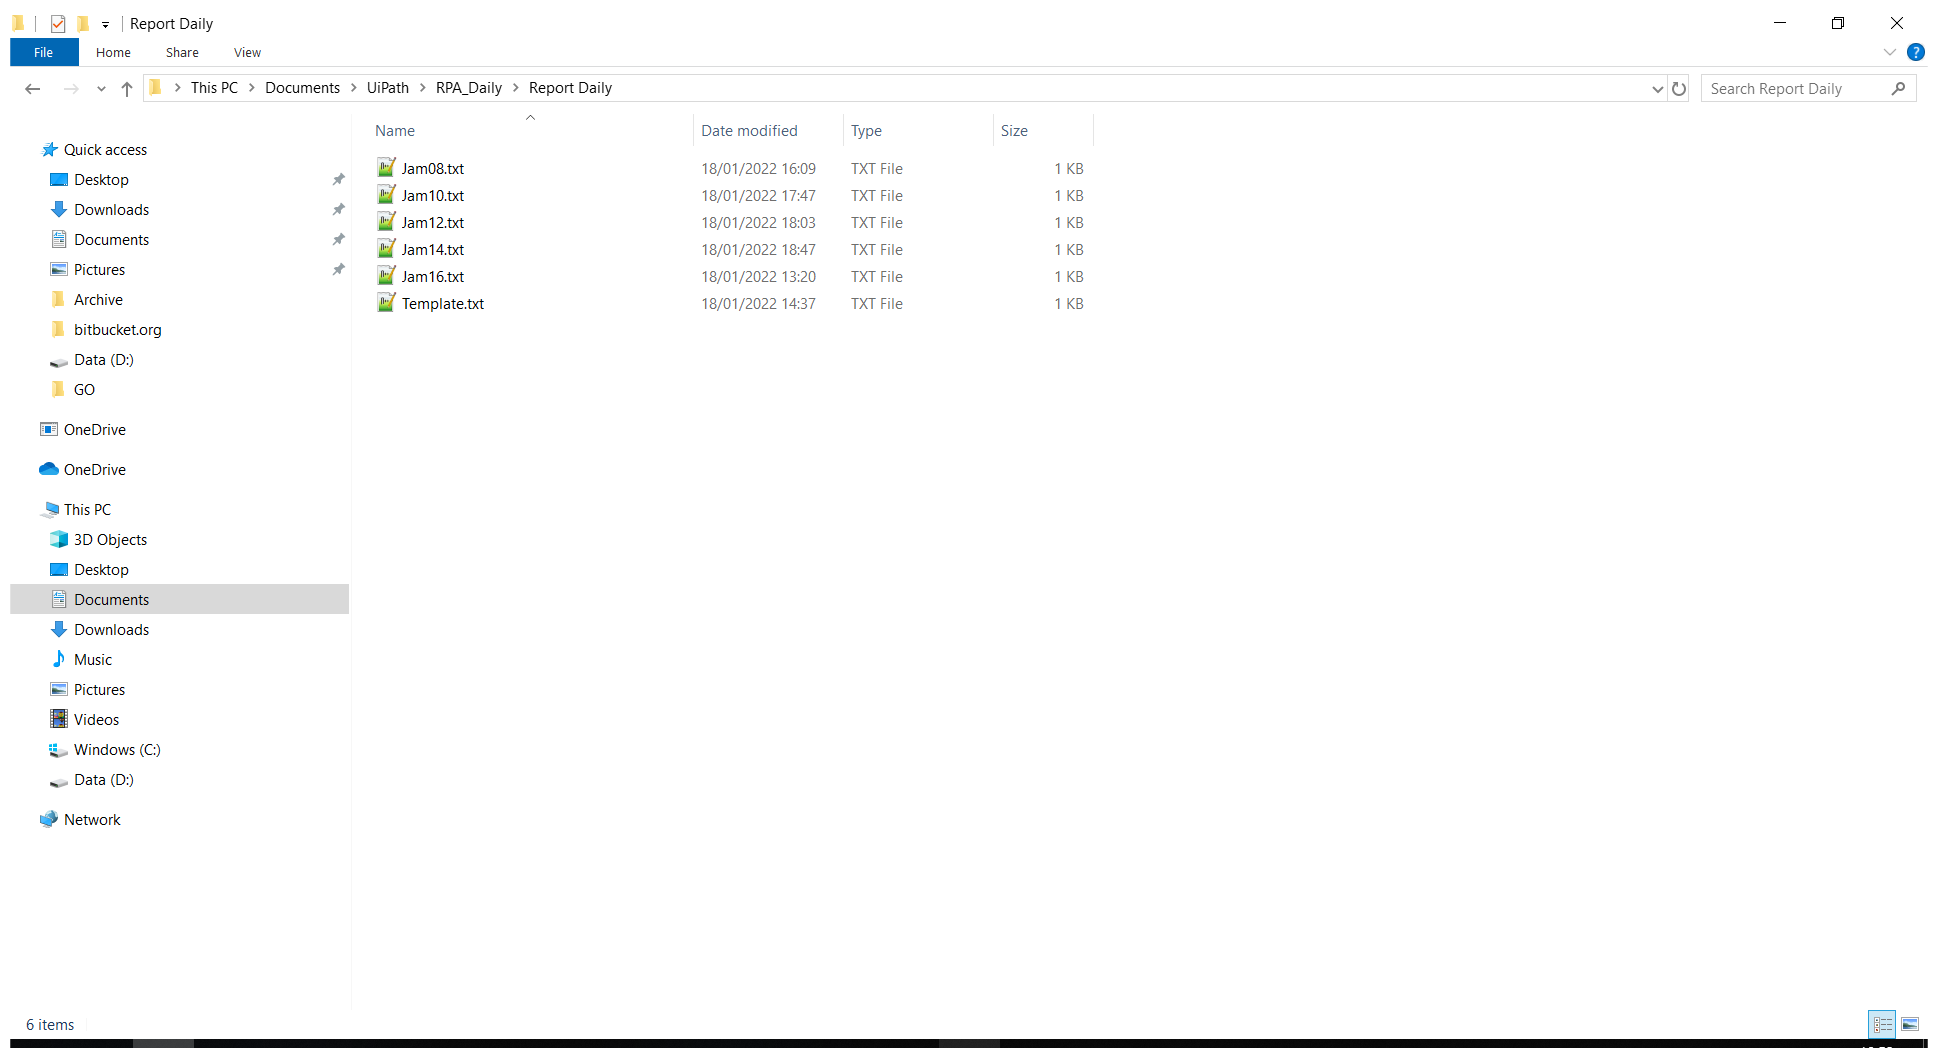 Report Daily
File Home Share View
This PC Documents UiPath RPA_Daily Report Daily
Search Report Daily
Name Date modified Type Size
Jam08.txt 18/01/2022 16:09 TXT File 1 KB
Jam10.txt 18/01/2022 17:47 TXT File 1 KB
Jam12.txt 18/01/2022 18:03 TXT File 1 KB
Jam14.txt 18/01/2022 18:47 TXT File 1 KB
Jam16.txt 18/01/2022 13:20 TXT File 1 KB
Template.txt 18/01/2022 14:37 TXT File 1 KB
Quick access
Desktop
Downloads
Documents
Pictures
Archive
bitbucket.org
Data (D:)
GO
OneDrive
OneDrive
This PC
3D Objects
Desktop
Documents
Downloads
Music
Pictures
Videos
Windows (C:)
Data (D:)
Network
6 items